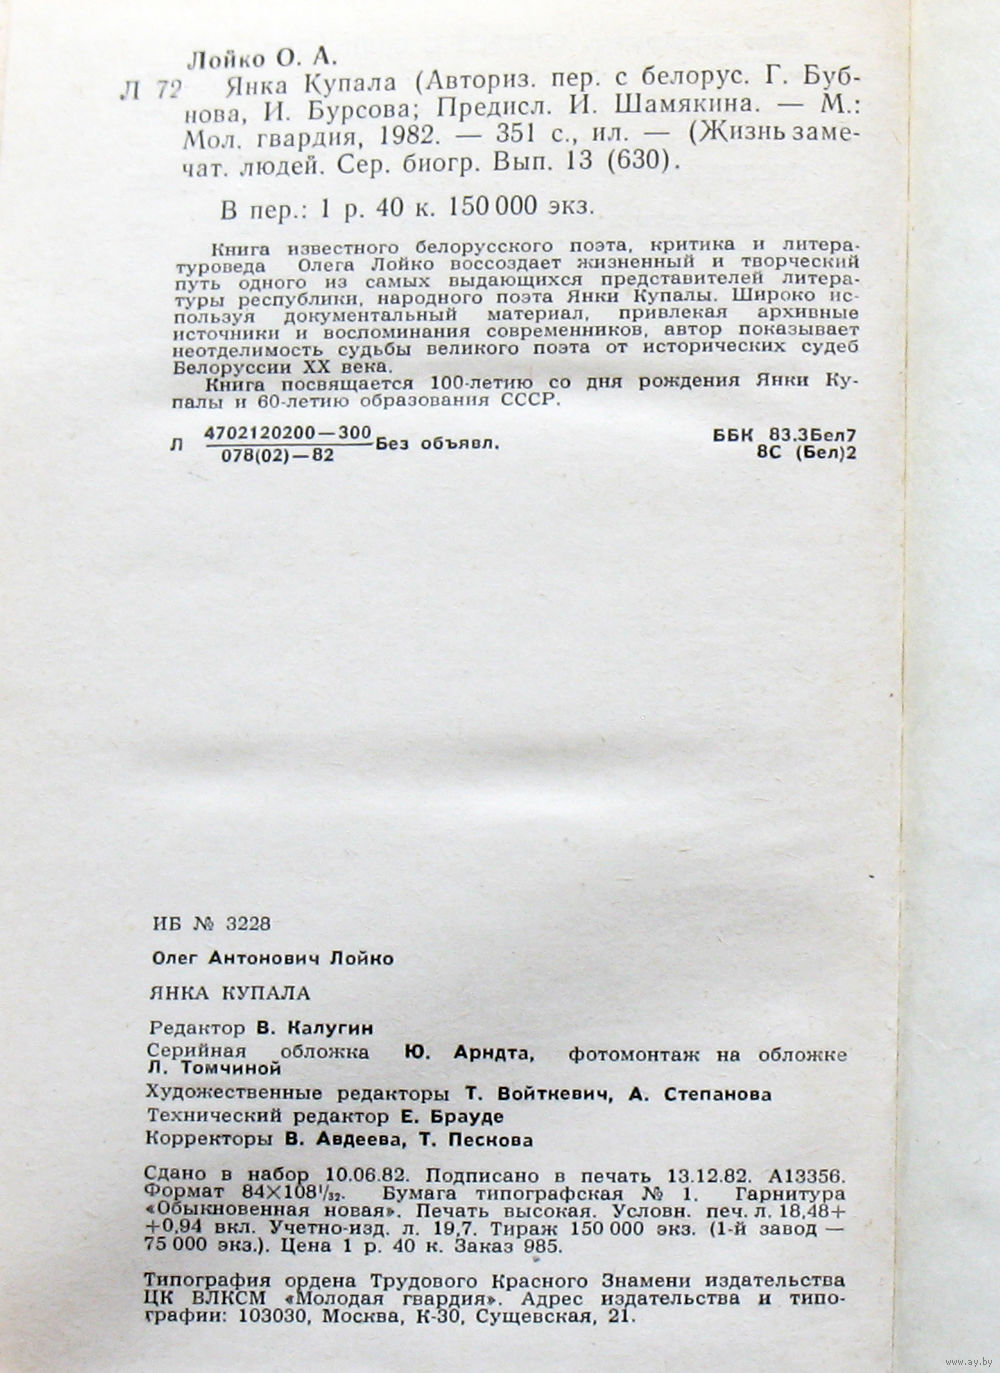 Лойко О. А.
Л 72 Янка Купала (Авториз. пер. с белорус. Г. Буб-
нова, И. Бурсова; Предисл. И. Шамякина. — М.:
Мол. гвардия, 1982. — 351 с., ил. — (Жизнь заме-
чат. людей. Сер. биогр. Вып. 13 (630).
В пер.: 1 р. 40 к. 150 000 экз.
Книга известного белорусского поэта, критика и литера-
туроведа Олега Лойко воссоздает жизненный и творческий
путь одного из самых выдающихся представителей литера-
туры республики, народного поэта Янки Купалы. Широко ис-
пользуя документальный материал, привлекая архивные
источники и воспоминания современников, автор показывает
неотделимость судьбы великого поэта от исторических судеб
Белоруссии XX века.
Книга посвящается 100-летию со дня рождения Янки Ку-
палы и 60-летию образования СССР.
Л 4702120200—300
078(02)—82 Без объявл.
ББК 83.3Бел7
8С (Бел)2
ИБ № 3228
Олег Антонович Лойко
ЯНКА КУПАЛА
Редактор В. Калугин
Серийная обложка Ю. Арндта, фотомонтаж на обложке
Л. Томчиной
Художественные редакторы Т. Войткевич, А. Степанова
Технический редактор Е. Брауде
Корректоры В. Авдеева, Т. Пескова
Сдано в набор 10.06.82. Подписано в печать 13.12.82. А13356.
Формат 84×108¹/₃₂. Бумага типографская № 1. Гарнитура
«Обыкновенная новая». Печать высокая. Условн. печ. л. 18,48+
+0,94 вкл. Учетно-изд. л. 19,7. Тираж 150 000 экз. (1-й завод —
75 000 экз.). Цена 1 р. 40 к. Заказ 985.
Типография ордена Трудового Красного Знамени издательства
ЦК ВЛКСМ «Молодая гвардия». Адрес издательства и типо-
графии: 103030, Москва, К-30, Сущевская, 21.
www.ay.by